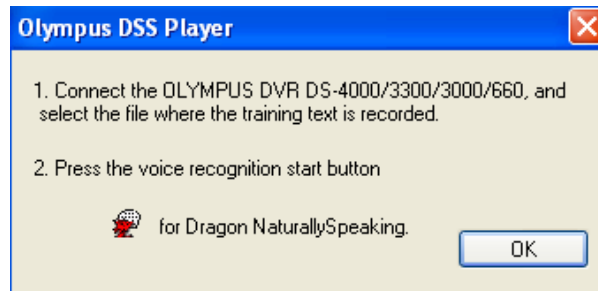 Olympus DSS Player
1. Connect the OLYMPUS DVR DS-4000/3300/3000/660, and
select the file where the training text is recorded.
2. Press the voice recognition start button
for Dragon NaturallySpeaking.
OK